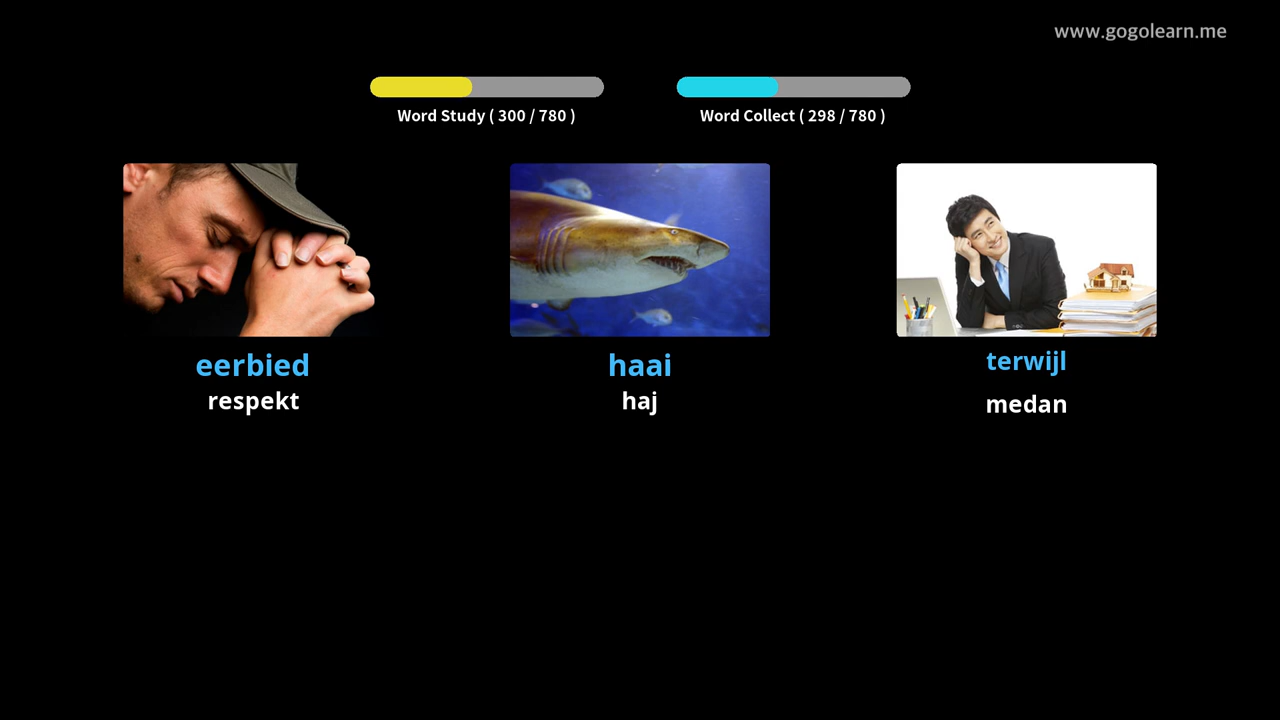 www.gogolearn.me
Word Study ( 300 / 780 )
Word Collect ( 298 / 780 )
eerbied
haai
terwijl
respekt
haj
medan